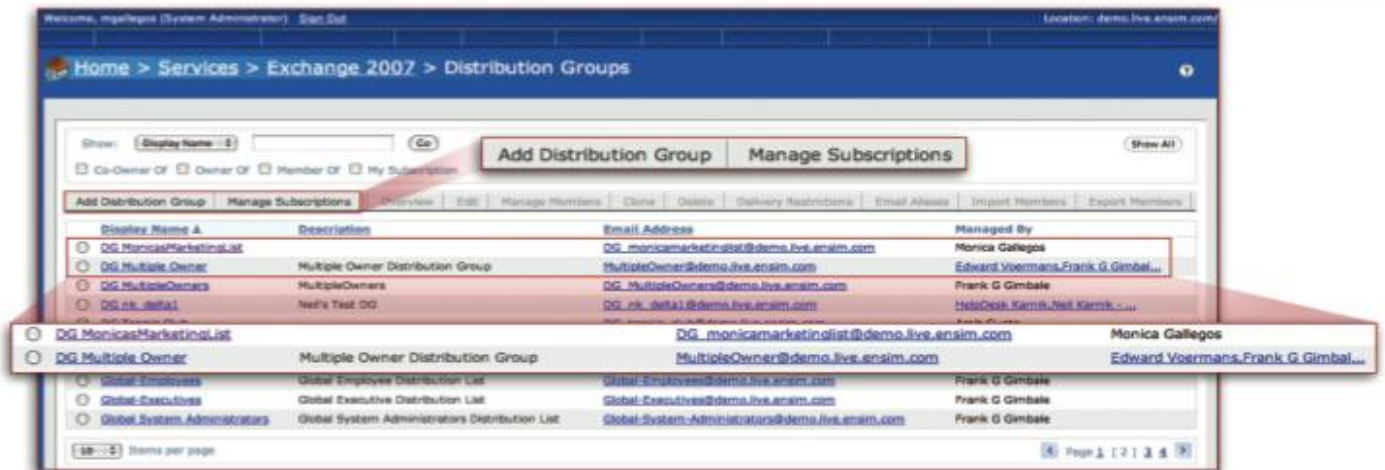 Welcome, mgallegos (System Administrator) Sign Out
Location: demo.live.ensim.com/
Home > Services > Exchange 2007 > Distribution Groups
Show: Display Name Go
Show All
Co-Owner Of Owner Of Member Of My Subscription
Add Distribution Group Manage Subscriptions
Add Distribution Group Manage Subscriptions Overview Edit Manage Members Clone Delete Delivery Restrictions Email Aliases Import Members Export Members
Display Name Description Email Address Managed By
DG MonicasMarketingList DG_monicamarketinglist@demo.live.ensim.com Monica Gallegos
DG Multiple Owner Multiple Owner Distribution Group MultipleOwner@demo.live.ensim.com Edward Voermans,Frank G Gimbal...
DG MultipleOwners MultipleOwners DG_MultipleOwners@demo.live.ensim.com Frank G Gimbale
DG nk_delta1 Neil's Test DG DG_nk_delta1@demo.live.ensim.com HelpDesk Karnik,Neil Karnik - ...
DG MonicasMarketingList DG_monicamarketinglist@demo.live.ensim.com Monica Gallegos
DG Multiple Owner Multiple Owner Distribution Group MultipleOwner@demo.live.ensim.com Edward Voermans,Frank G Gimbal...
Global-Employees Global Employee Distribution List Global-Employees@demo.live.ensim.com Frank G Gimbale
Global-Executives Global Executive Distribution List Global-Executives@demo.live.ensim.com Frank G Gimbale
Global System Administrators Global System Administrators Distribution List Global-System-Administrators@demo.live.ensim.com Frank G Gimbale
10 Items per page
Page 1 [2] 3 4